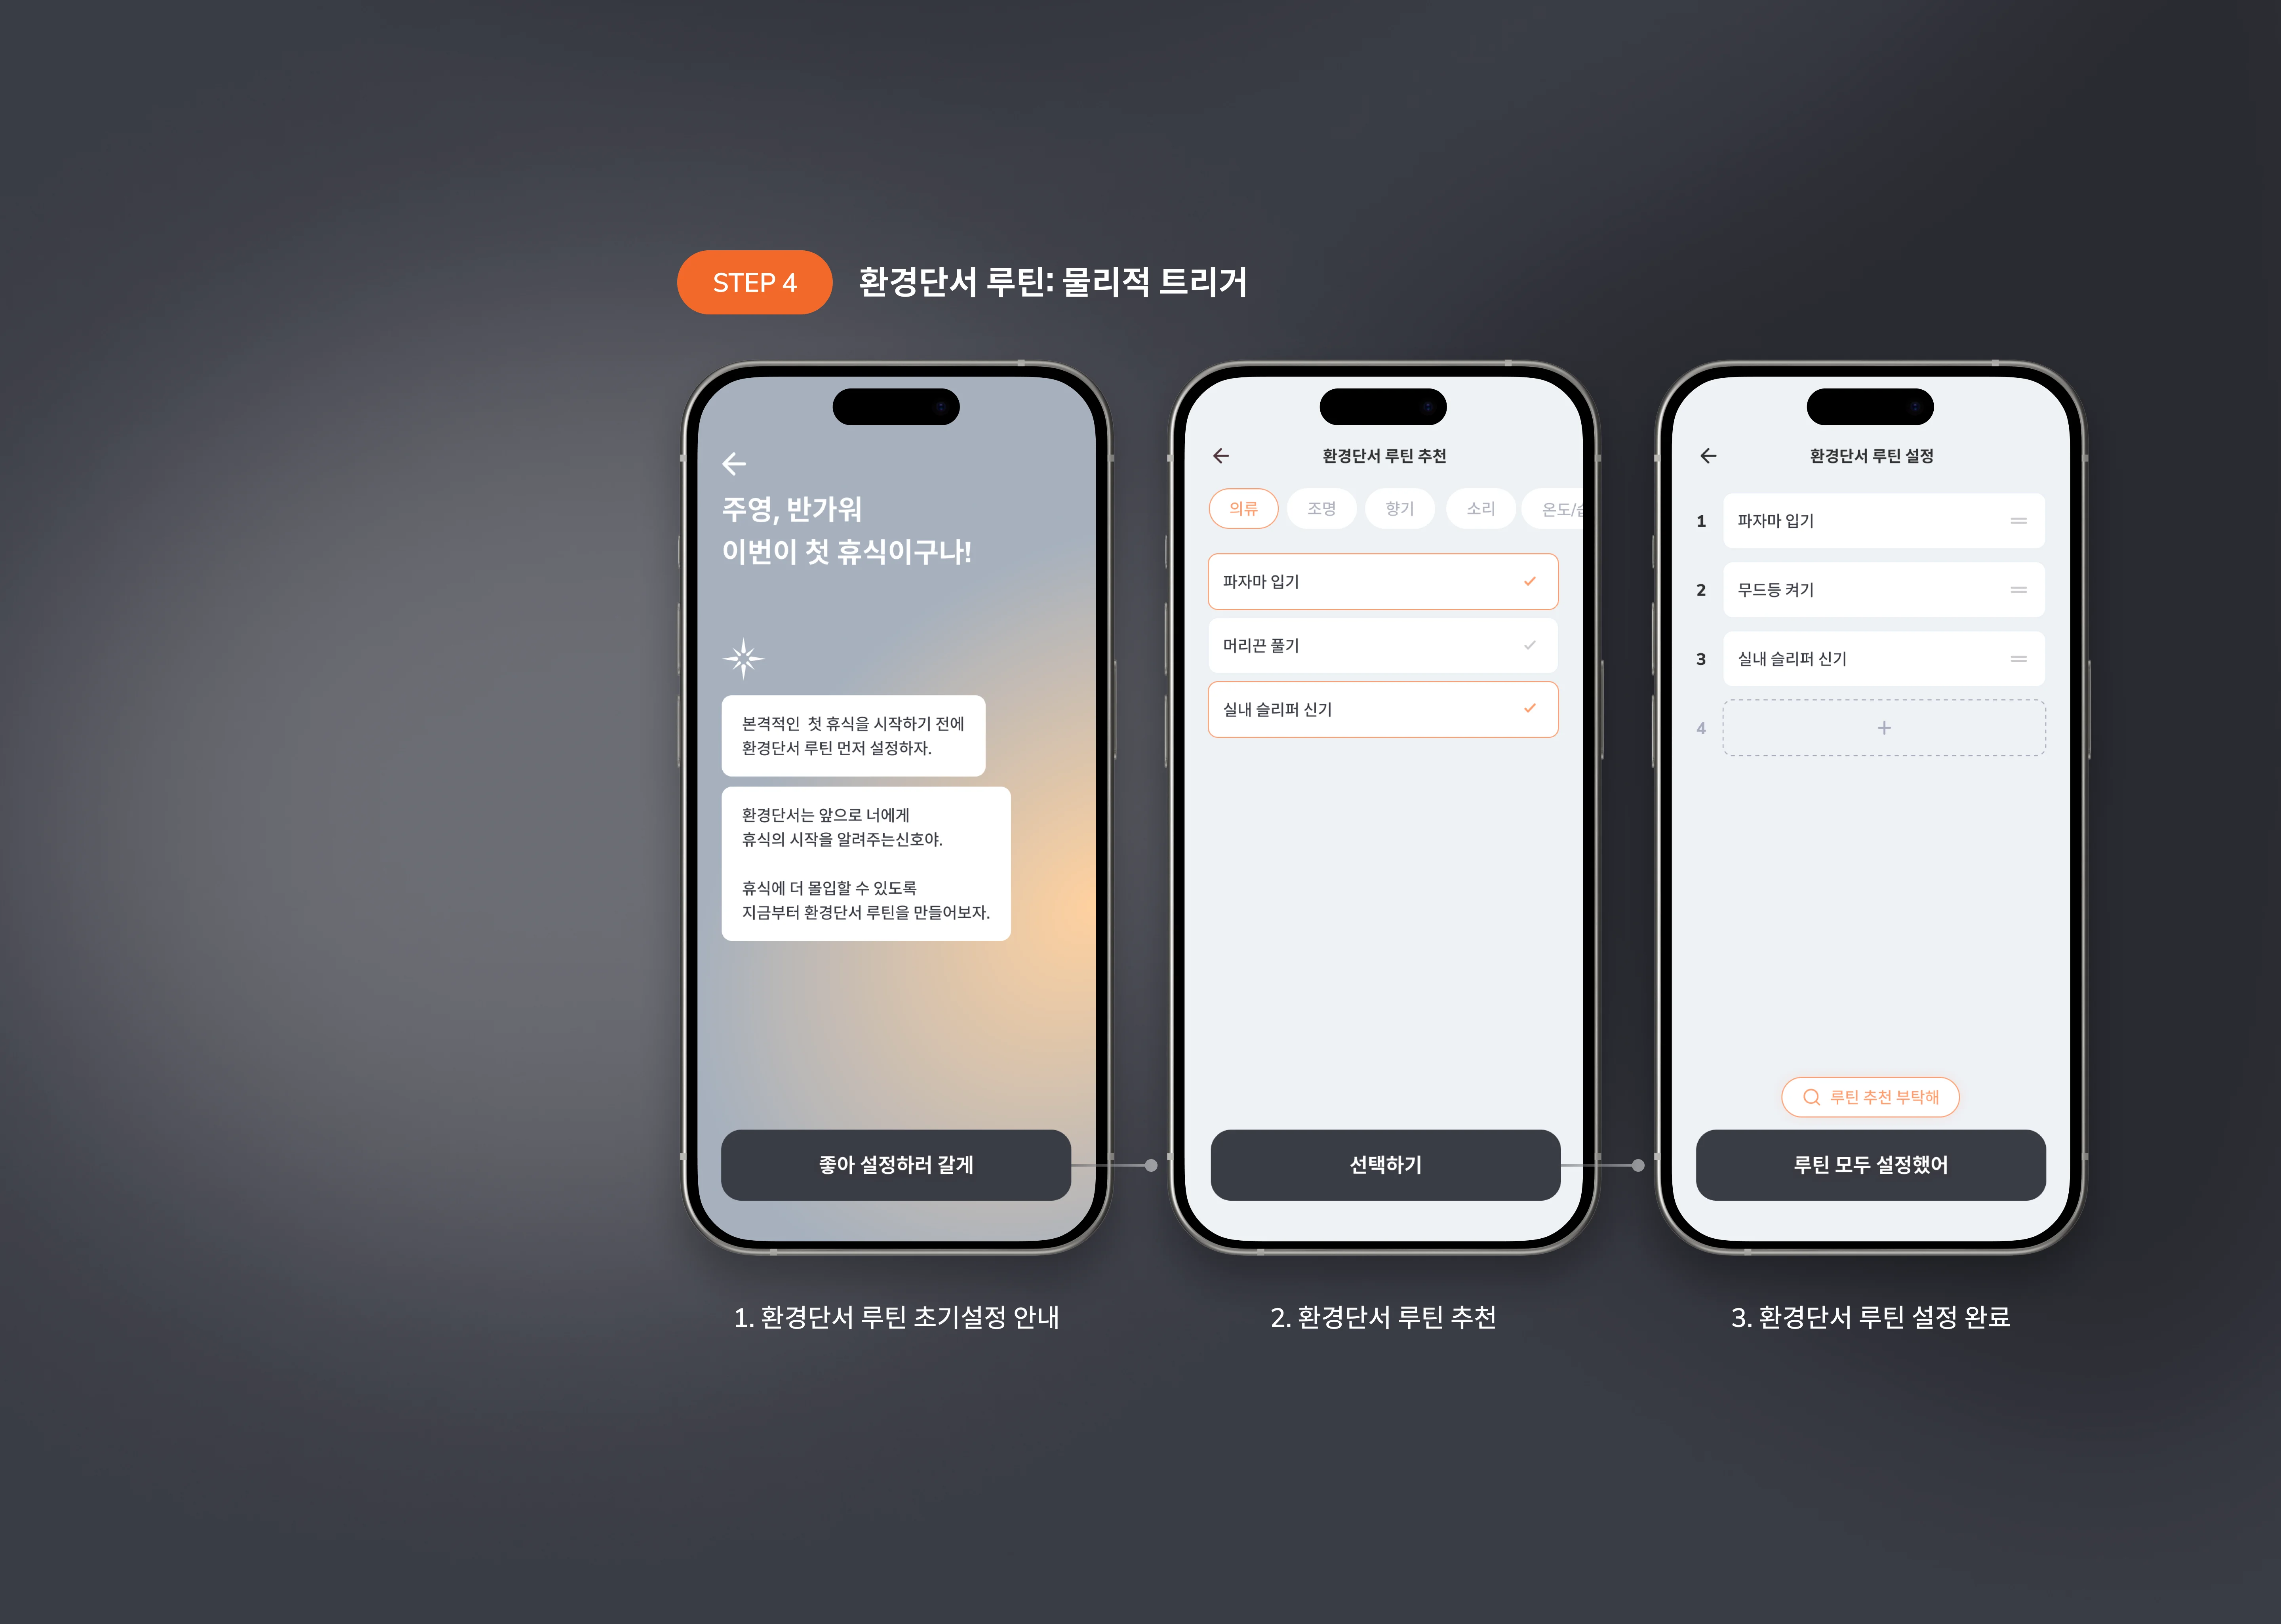 STEP 4
환경단서 루틴: 물리적 트리거
주영, 반가워
이번이 첫 휴식이구나!
본격적인 첫 휴식을 시작하기 전에
환경단서 루틴 먼저 설정하자.
환경단서는 앞으로 너에게
휴식의 시작을 알려주는신호야.
휴식에 더 몰입할 수 있도록
지금부터 환경단서 루틴을 만들어보자.
좋아 설정하러 갈게
1. 환경단서 루틴 초기설정 안내
환경단서 루틴 추천
의류 조명 향기 소리 온도/습
파자마 입기
머리끈 풀기
실내 슬리퍼 신기
선택하기
2. 환경단서 루틴 추천
환경단서 루틴 설정
1 파자마 입기
2 무드등 켜기
3 실내 슬리퍼 신기
4 +
루틴 추천 부탁해
루틴 모두 설정했어
3. 환경단서 루틴 설정 완료